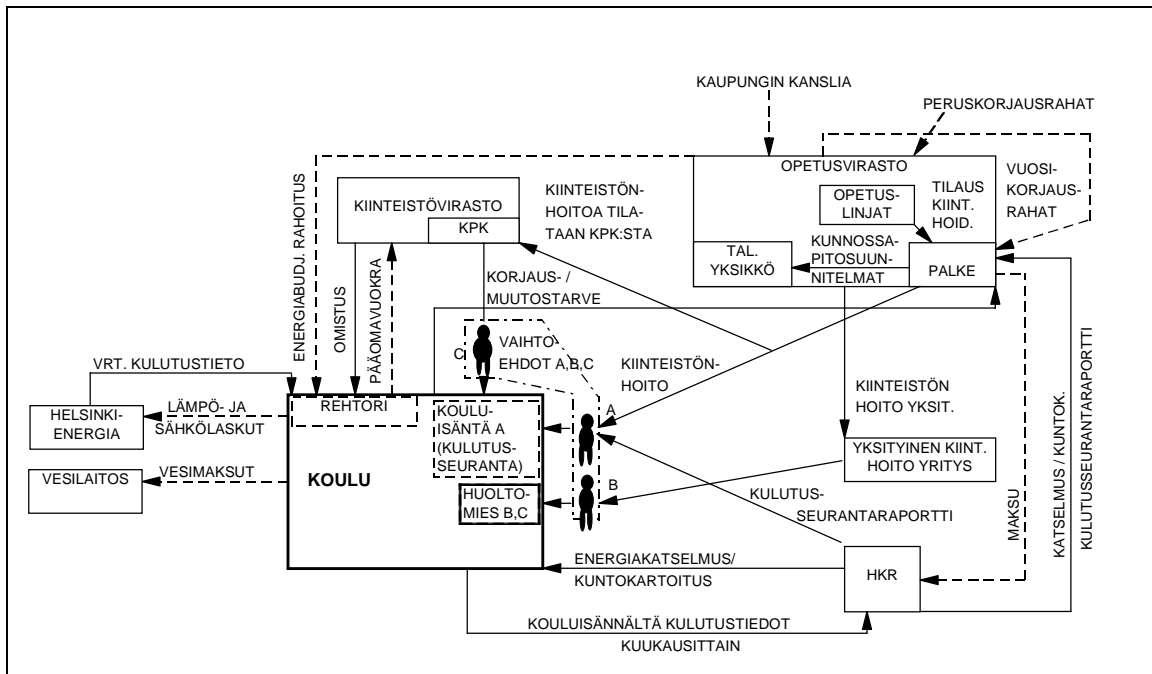 KAUPUNGIN KANSLIA
PERUSKORJAUSRAHAT
OPETUSVIRASTO
VUOSI-
KORJAUS-
RAHAT
OPETUS-
LINJAT
TILAUS
KIINT.
HOID.
TAL.
YKSIKKÖ
KUNNOSSA-
PITOSUUN-
NITELMAT
PALKE
KIINTEISTÖVIRASTO
KPK
KIINTEISTÖN-
HOITOA TILA-
TAAN KPK:STA
ENERGIABUDJ. RAHOITUS
OMISTUS
PÄÄOMAVUOKRA
KORJAUS- /
MUUTOSTARVE
C
VAIHTO-
EHDOT A,B,C
KIINTEISTÖN-
HOITO
VRT. KULUTUSTIETO
HELSINKI-
ENERGIA
LÄMPÖ- JA
SÄHKÖLASKUT
VESILAITOS
VESIMAKSUT
REHTORI
KOULU
KOULU-
ISÄNTÄ A
(KULUTUS-
SEURANTA)
HUOLTO-
MIES B,C
A
B
KIINTEISTÖN
HOITO YKSIT.
YKSITYINEN KIINT.
HOITO YRITYS
KULUTUS-
SEURANTARAPORTTI
MAKSU
KATSELMUS / KUNTOK.
KULUTUSSEURANTARAPORTTI
ENERGIAKATSELMUS/
KUNTOKARTOITUS
HKR
KOULUISÄNNÄLTÄ KULUTUSTIEDOT
KUUKAUSITTAIN